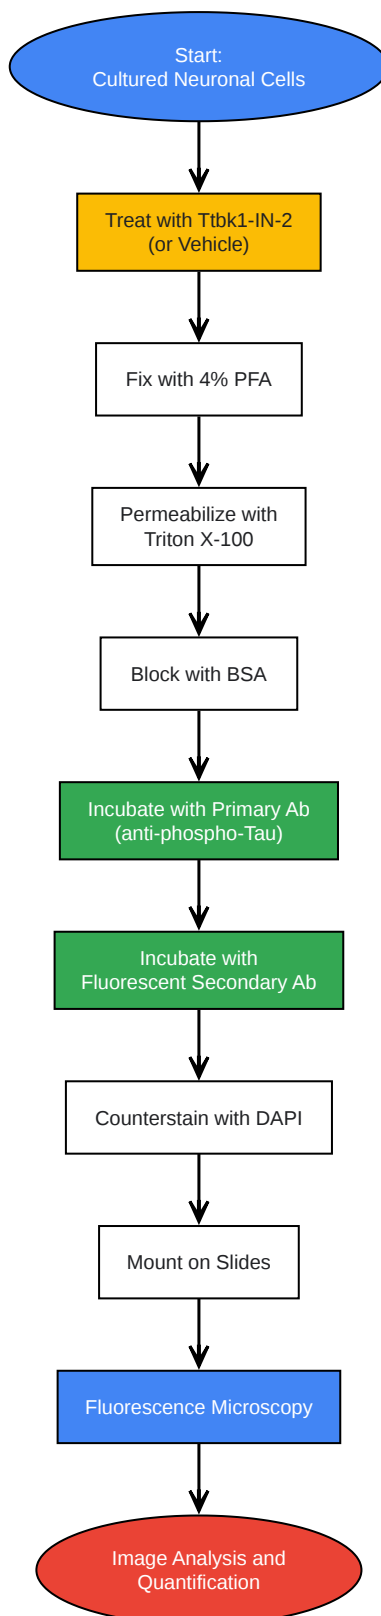 Start:
Cultured Neuronal Cells
Treat with Ttbk1-IN-2
(or Vehicle)
Fix with 4% PFA
Permeabilize with
Triton X-100
Block with BSA
Incubate with Primary Ab
(anti-phospho-Tau)
Incubate with
Fluorescent Secondary Ab
Counterstain with DAPI
Mount on Slides
Fluorescence Microscopy
Image Analysis and
Quantification